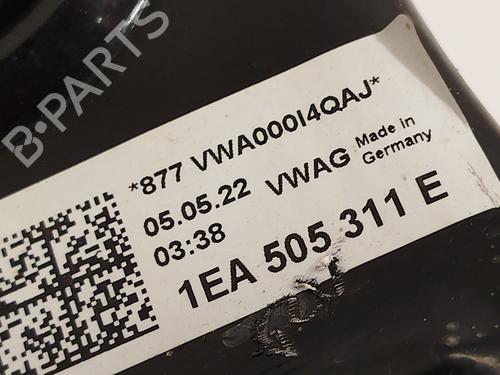 B-PARTS
*877 VWA000I4QAJ*
05.05.22 VWAG Made in Germany
03:38
1EA 505 311 E